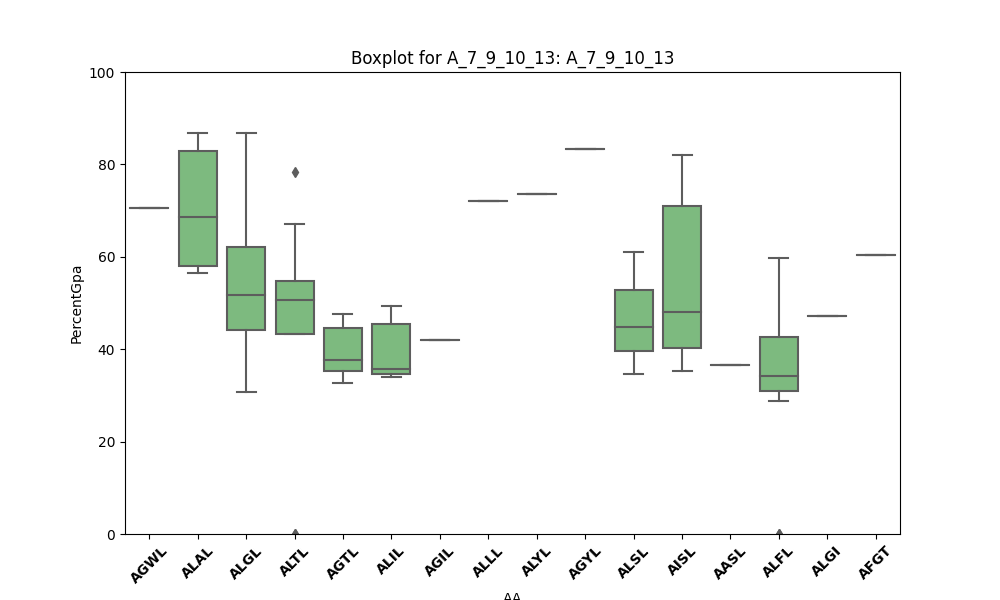 Boxplot for A_7_9_10_13: A_7_9_10_13
100
80
60
40
20
0
PercentGpa
AGWL
ALAL
ALGL
ALTL
AGTL
ALIL
AGIL
ALLL
ALYL
AGYL
ALSL
AISL
AASL
ALFL
ALGI
AFGT
AA